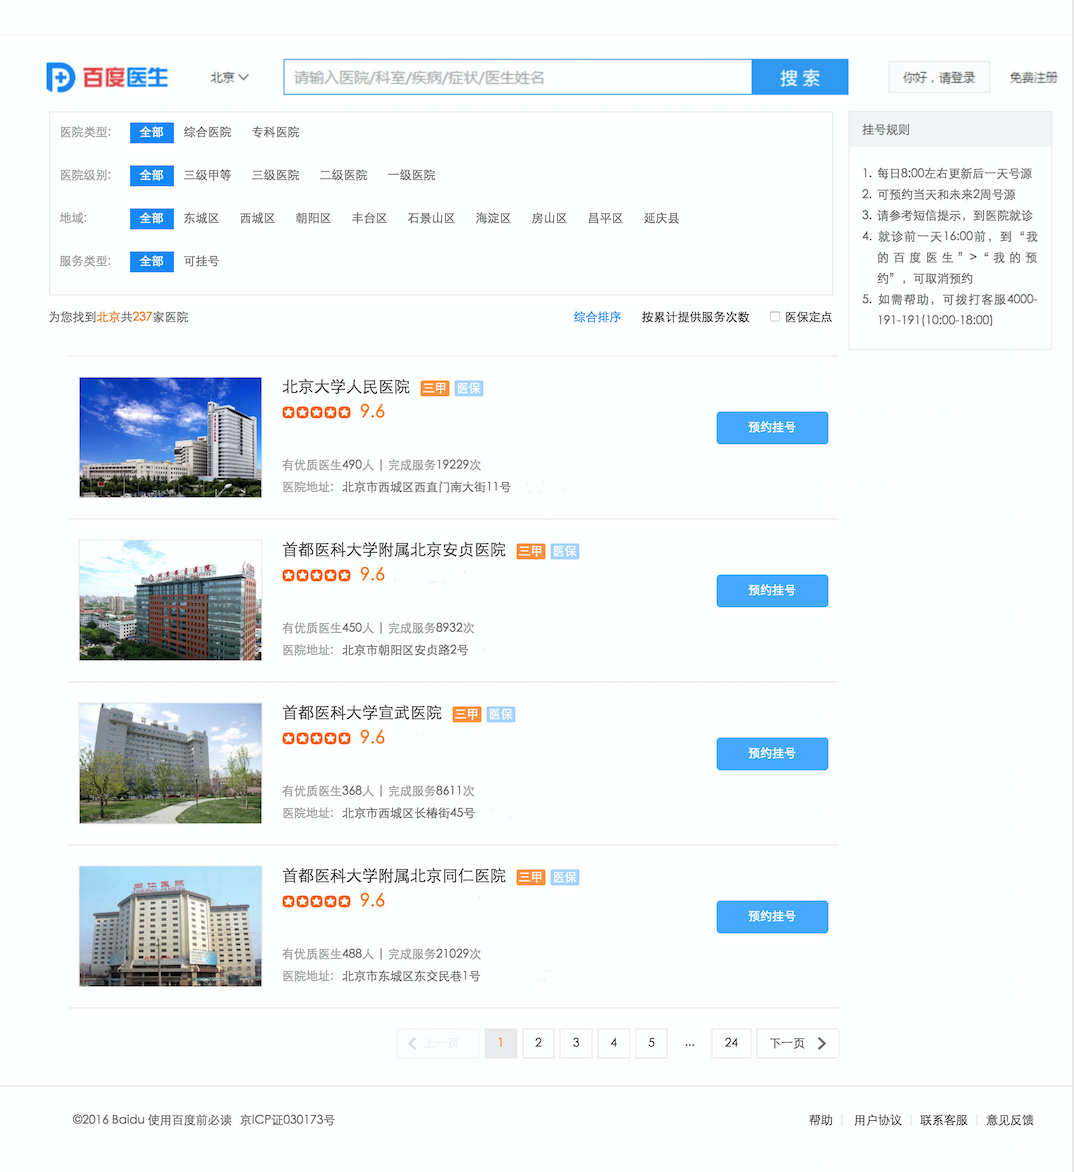 百度医生 北京 请输入医院/科室/疾病/症状/医生姓名 搜索 你好，请登录 免费注册
医院类型: 全部 综合医院 专科医院
医院级别: 全部 三级甲等 三级医院 二级医院 一级医院
地域: 全部 东城区 西城区 朝阳区 丰台区 石景山区 海淀区 房山区 昌平区 延庆县
服务类型: 全部 可挂号
挂号规则
1. 每日8:00左右更新后一天号源
2. 可预约当天和未来2周号源
3. 请参考短信提示，到医院就诊
4. 就诊前一天16:00前，到“我
的百度医生”>“我的预
约”，可取消预约
5. 如需帮助，可拨打客服4000-
191-191(10:00-18:00)
为您找到北京共237家医院 综合排序 按累计提供服务次数 医保定点
北京大学人民医院 三甲 医保
9.6
预约挂号
有优质医生490人 | 完成服务19229次
医院地址: 北京市西城区西直门南大街11号
首都医科大学附属北京安贞医院 三甲 医保
9.6
预约挂号
有优质医生450人 | 完成服务8932次
医院地址: 北京市朝阳区安贞路2号
首都医科大学宣武医院 三甲 医保
9.6
预约挂号
有优质医生368人 | 完成服务8611次
医院地址: 北京市西城区长椿街45号
同仁医院
首都医科大学附属北京同仁医院 三甲 医保
9.6
预约挂号
有优质医生488人 | 完成服务21029次
医院地址: 北京市东城区东交民巷1号
上一页 1 2 3 4 5 ... 24 下一页
©2016 Baidu 使用百度前必读 京ICP证030173号 帮助 用户协议 联系客服 意见反馈